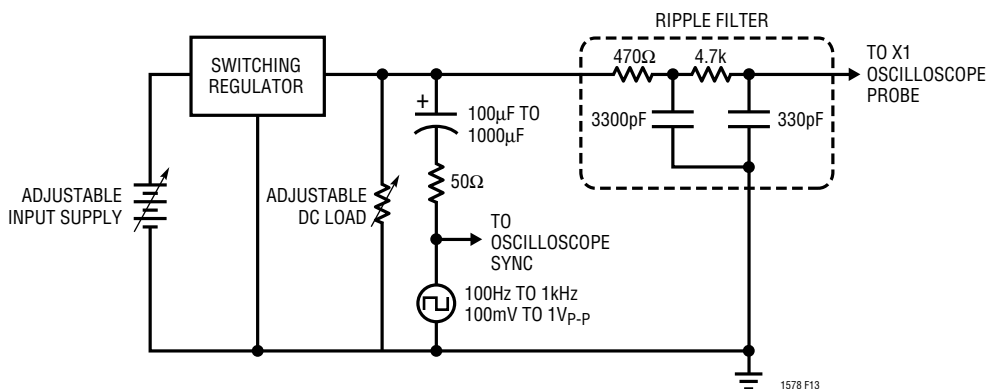 RIPPLE FILTER
SWITCHING
REGULATOR
470Ω
4.7k
TO X1
OSCILLOSCOPE
PROBE
+
100μF TO
1000μF
3300pF
330pF
ADJUSTABLE
INPUT SUPPLY
ADJUSTABLE
DC LOAD
50Ω
TO
OSCILLOSCOPE
SYNC
100Hz TO 1kHz
100mV TO 1VP-P
1578 F13